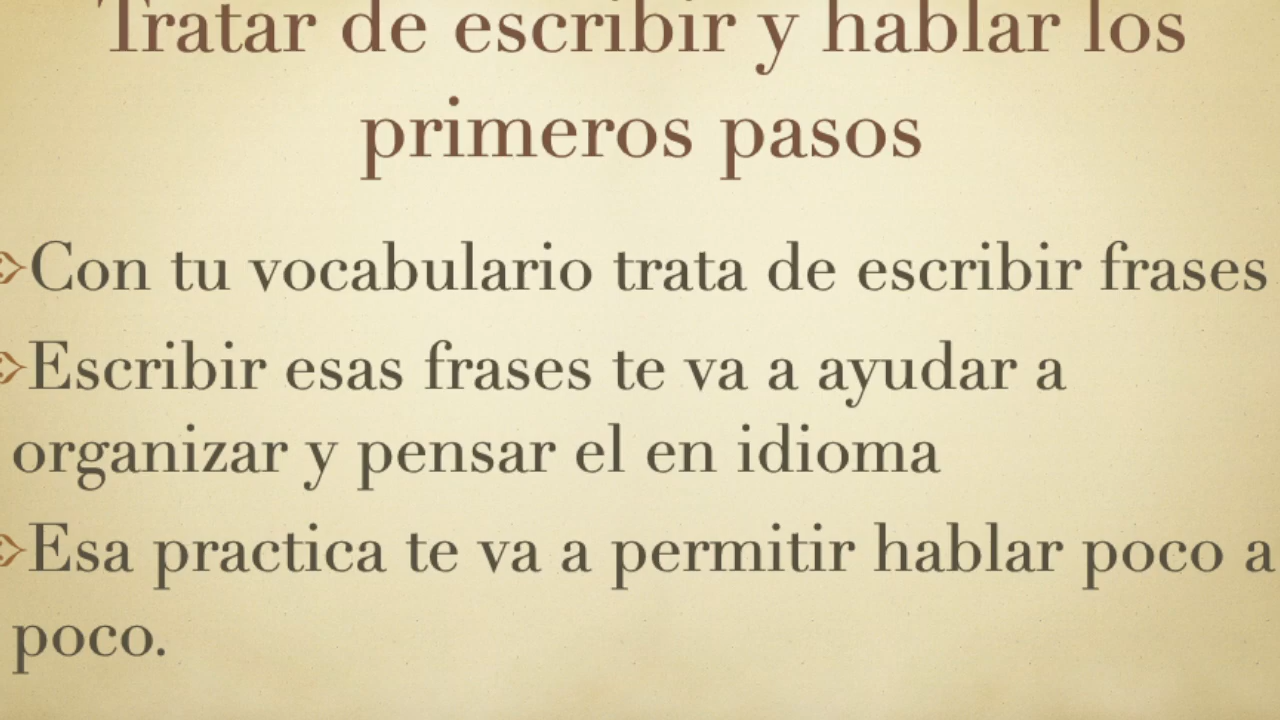 Tratar de escribir y hablar los
primeros pasos
Con tu vocabulario trata de escribir frases
Escribir esas frases te va a ayudar a
organizar y pensar el en idioma
Esa practica te va a permitir hablar poco a
poco.